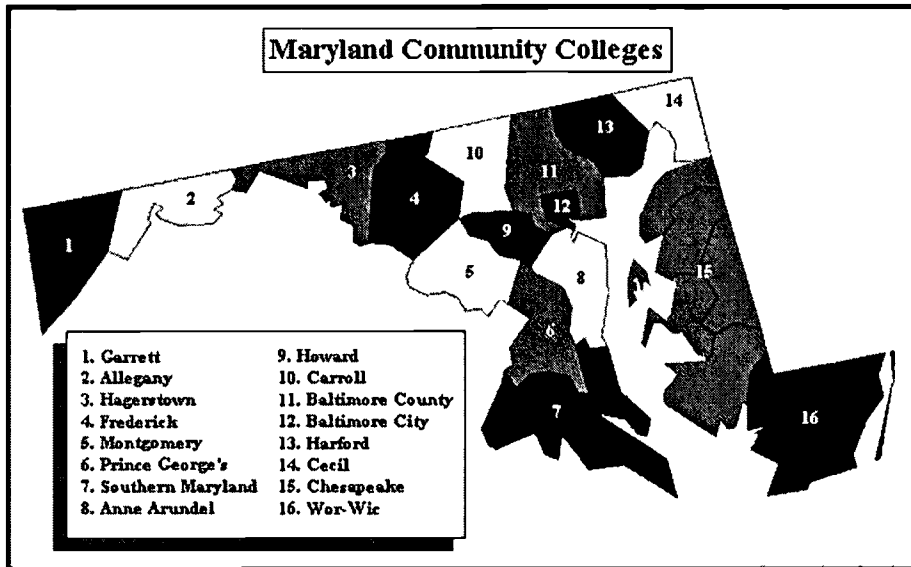 Maryland Community Colleges
14
13
10
3
11
2
4
12
9
1
5
8
15
6
7
16
1. Garrett
2. Allegany
3. Hagerstown
4. Frederick
5. Montgomery
6. Prince George's
7. Southern Maryland
8. Anne Arundel
9. Howard
10. Carroll
11. Baltimore County
12. Baltimore City
13. Harford
14. Cecil
15. Chesapeake
16. Wor-Wic